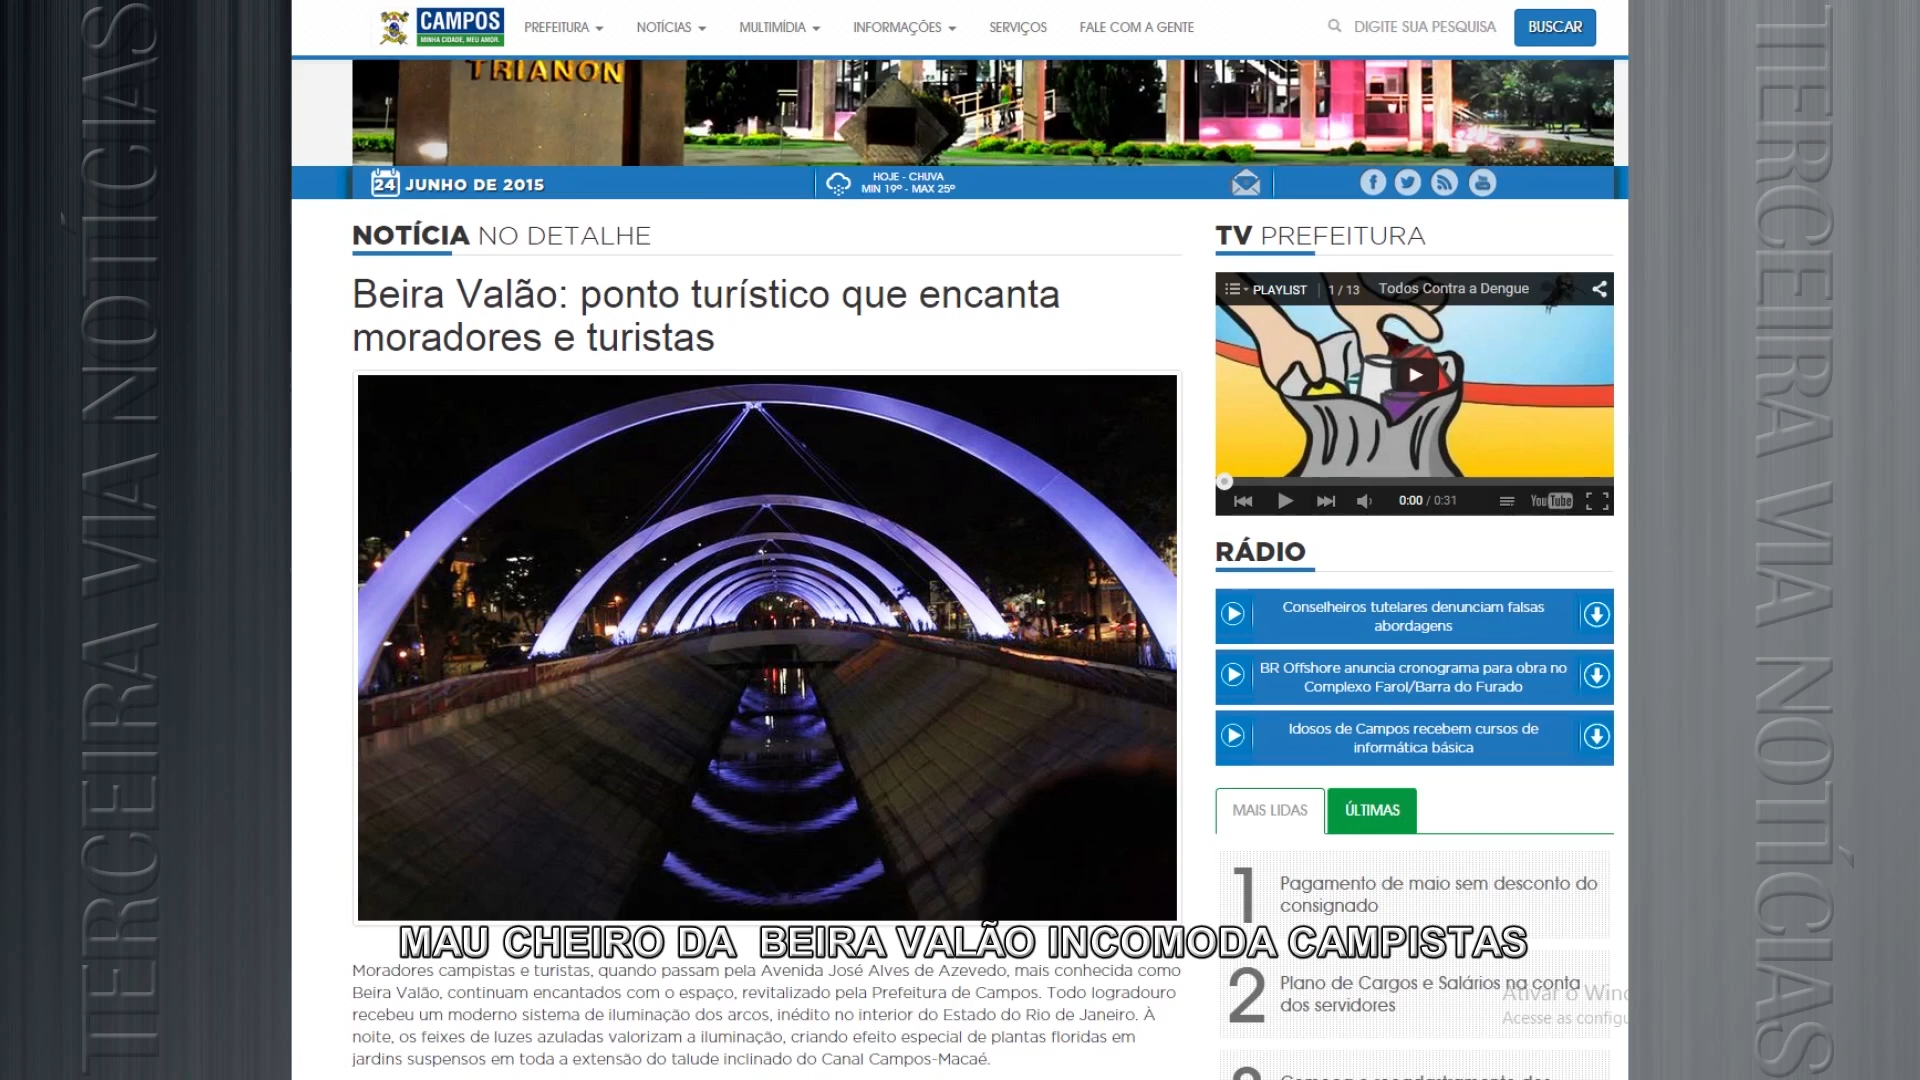 TERCEIRA VIA NOTÍCIAS
CAMPOS
MINHA CIDADE, MEU AMOR.
PREFEITURA
NOTÍCIAS
MULTIMÍDIA
INFORMAÇÕES
SERVIÇOS
FALE COM A GENTE
DIGITE SUA PESQUISA
BUSCAR
TRIANON
24 JUNHO DE 2015
HOJE - CHUVA
MIN 19º - MAX 25º
NOTÍCIA NO DETALHE
Beira Valão: ponto turístico que encanta
moradores e turistas
MAU CHEIRO DA BEIRA VALÃO INCOMODA CAMPISTAS
Moradores campistas e turistas, quando passam pela Avenida José Alves de Azevedo, mais conhecida como
Beira Valão, continuam encantados com o espaço, revitalizado pela Prefeitura de Campos. Todo logradouro
recebeu um moderno sistema de iluminação dos arcos, inédito no interior do Estado do Rio de Janeiro. À
noite, os feixes de luzes azuladas valorizam a iluminação, criando efeito especial de plantas floridas em
jardins suspensos em toda a extensão do talude inclinado do Canal Campos-Macaé.
TV PREFEITURA
PLAYLIST 1 / 13 Todos Contra a Dengue
0:00 / 0:31
YouTube
RÁDIO
Conselheiros tutelares denunciam falsas
abordagens
BR Offshore anuncia cronograma para obra no
Complexo Farol/Barra do Furado
Idosos de Campos recebem cursos de
informática básica
MAIS LIDAS
ÚLTIMAS
1 Pagamento de maio sem desconto do
consignado
2 Plano de Cargos e Salários na conta
dos servidores
Ativar o Wind
Acesse as configu
TERCEIRA VIA NOTÍCIAS